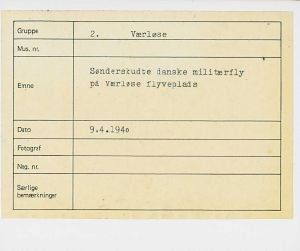 Gruppe 2. Værløse
Mus. nr.
Sønderskudte danske militærfly
Emne på Værløse flyveplads
Dato 9.4.1940
Fotograf
Neg. nr.
Særlige
bemærkninger